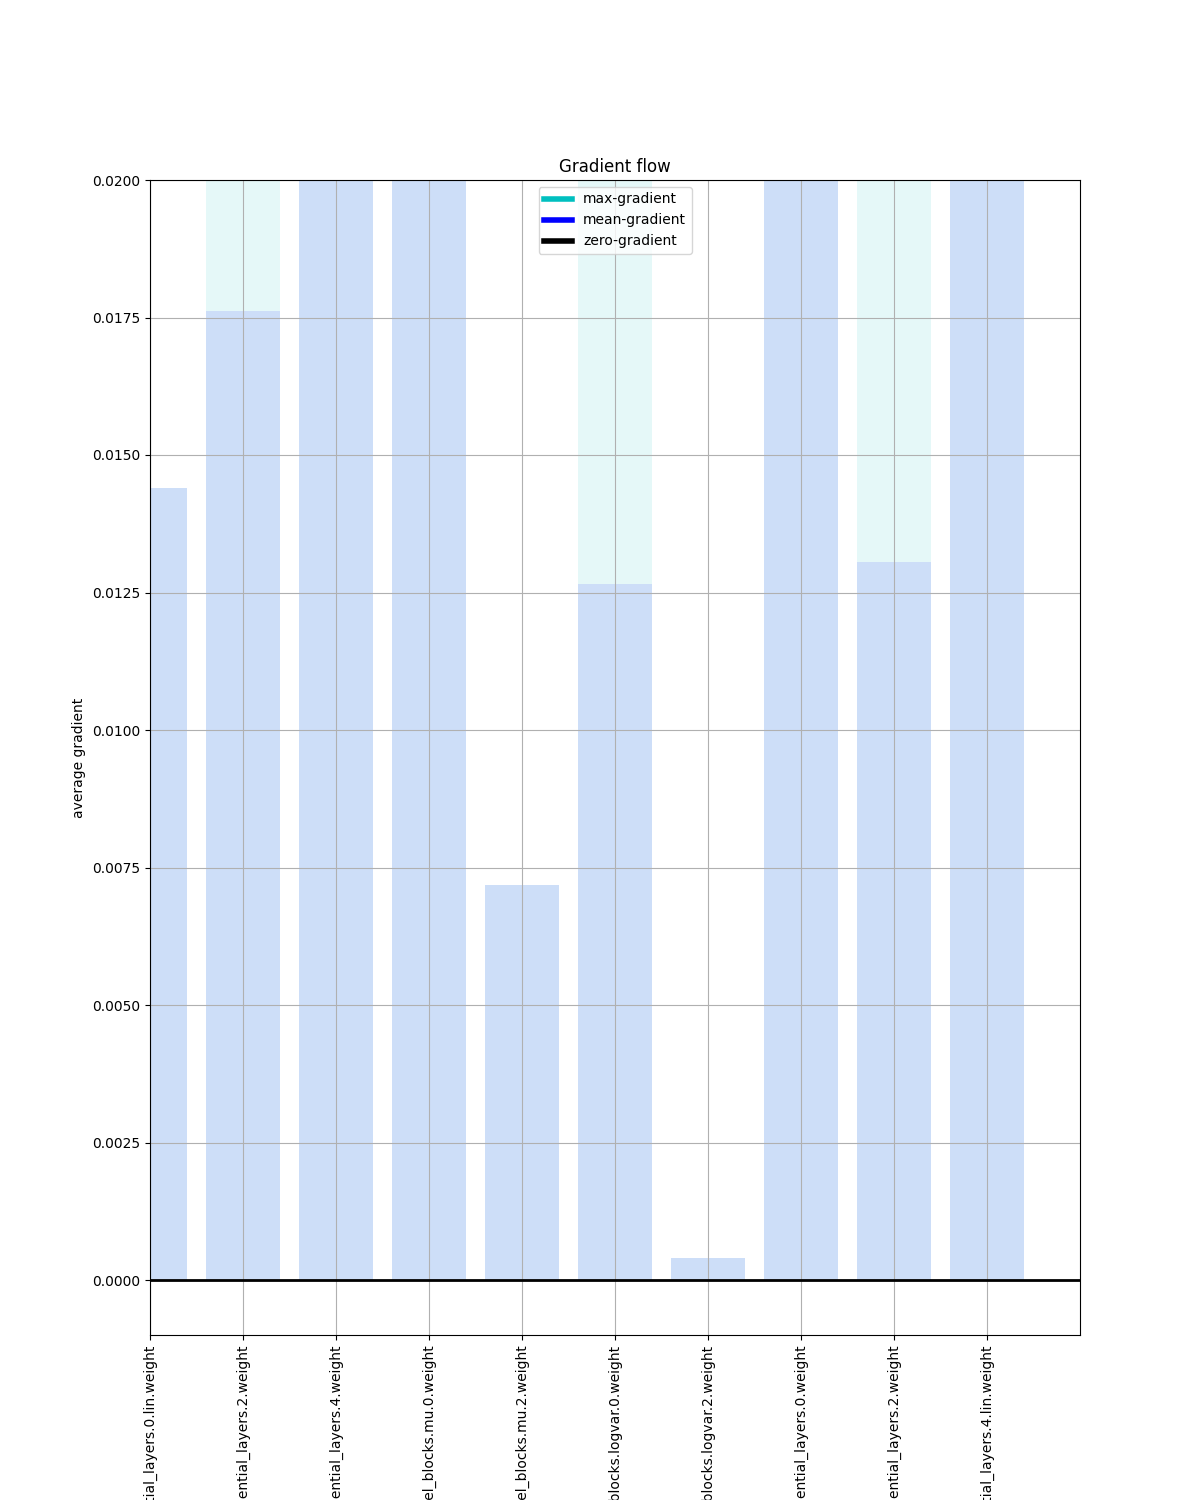 Gradient flow
max-gradient
mean-gradient
zero-gradient
0.0200
0.0175
0.0150
0.0125
0.0100
0.0075
0.0050
0.0025
0.0000
average gradient
tial_layers.0.lin.weight
ential_layers.2.weight
ential_layers.4.weight
el_blocks.mu.0.weight
el_blocks.mu.2.weight
blocks.logvar.0.weight
blocks.logvar.2.weight
ential_layers.0.weight
ential_layers.2.weight
tial_layers.4.lin.weight